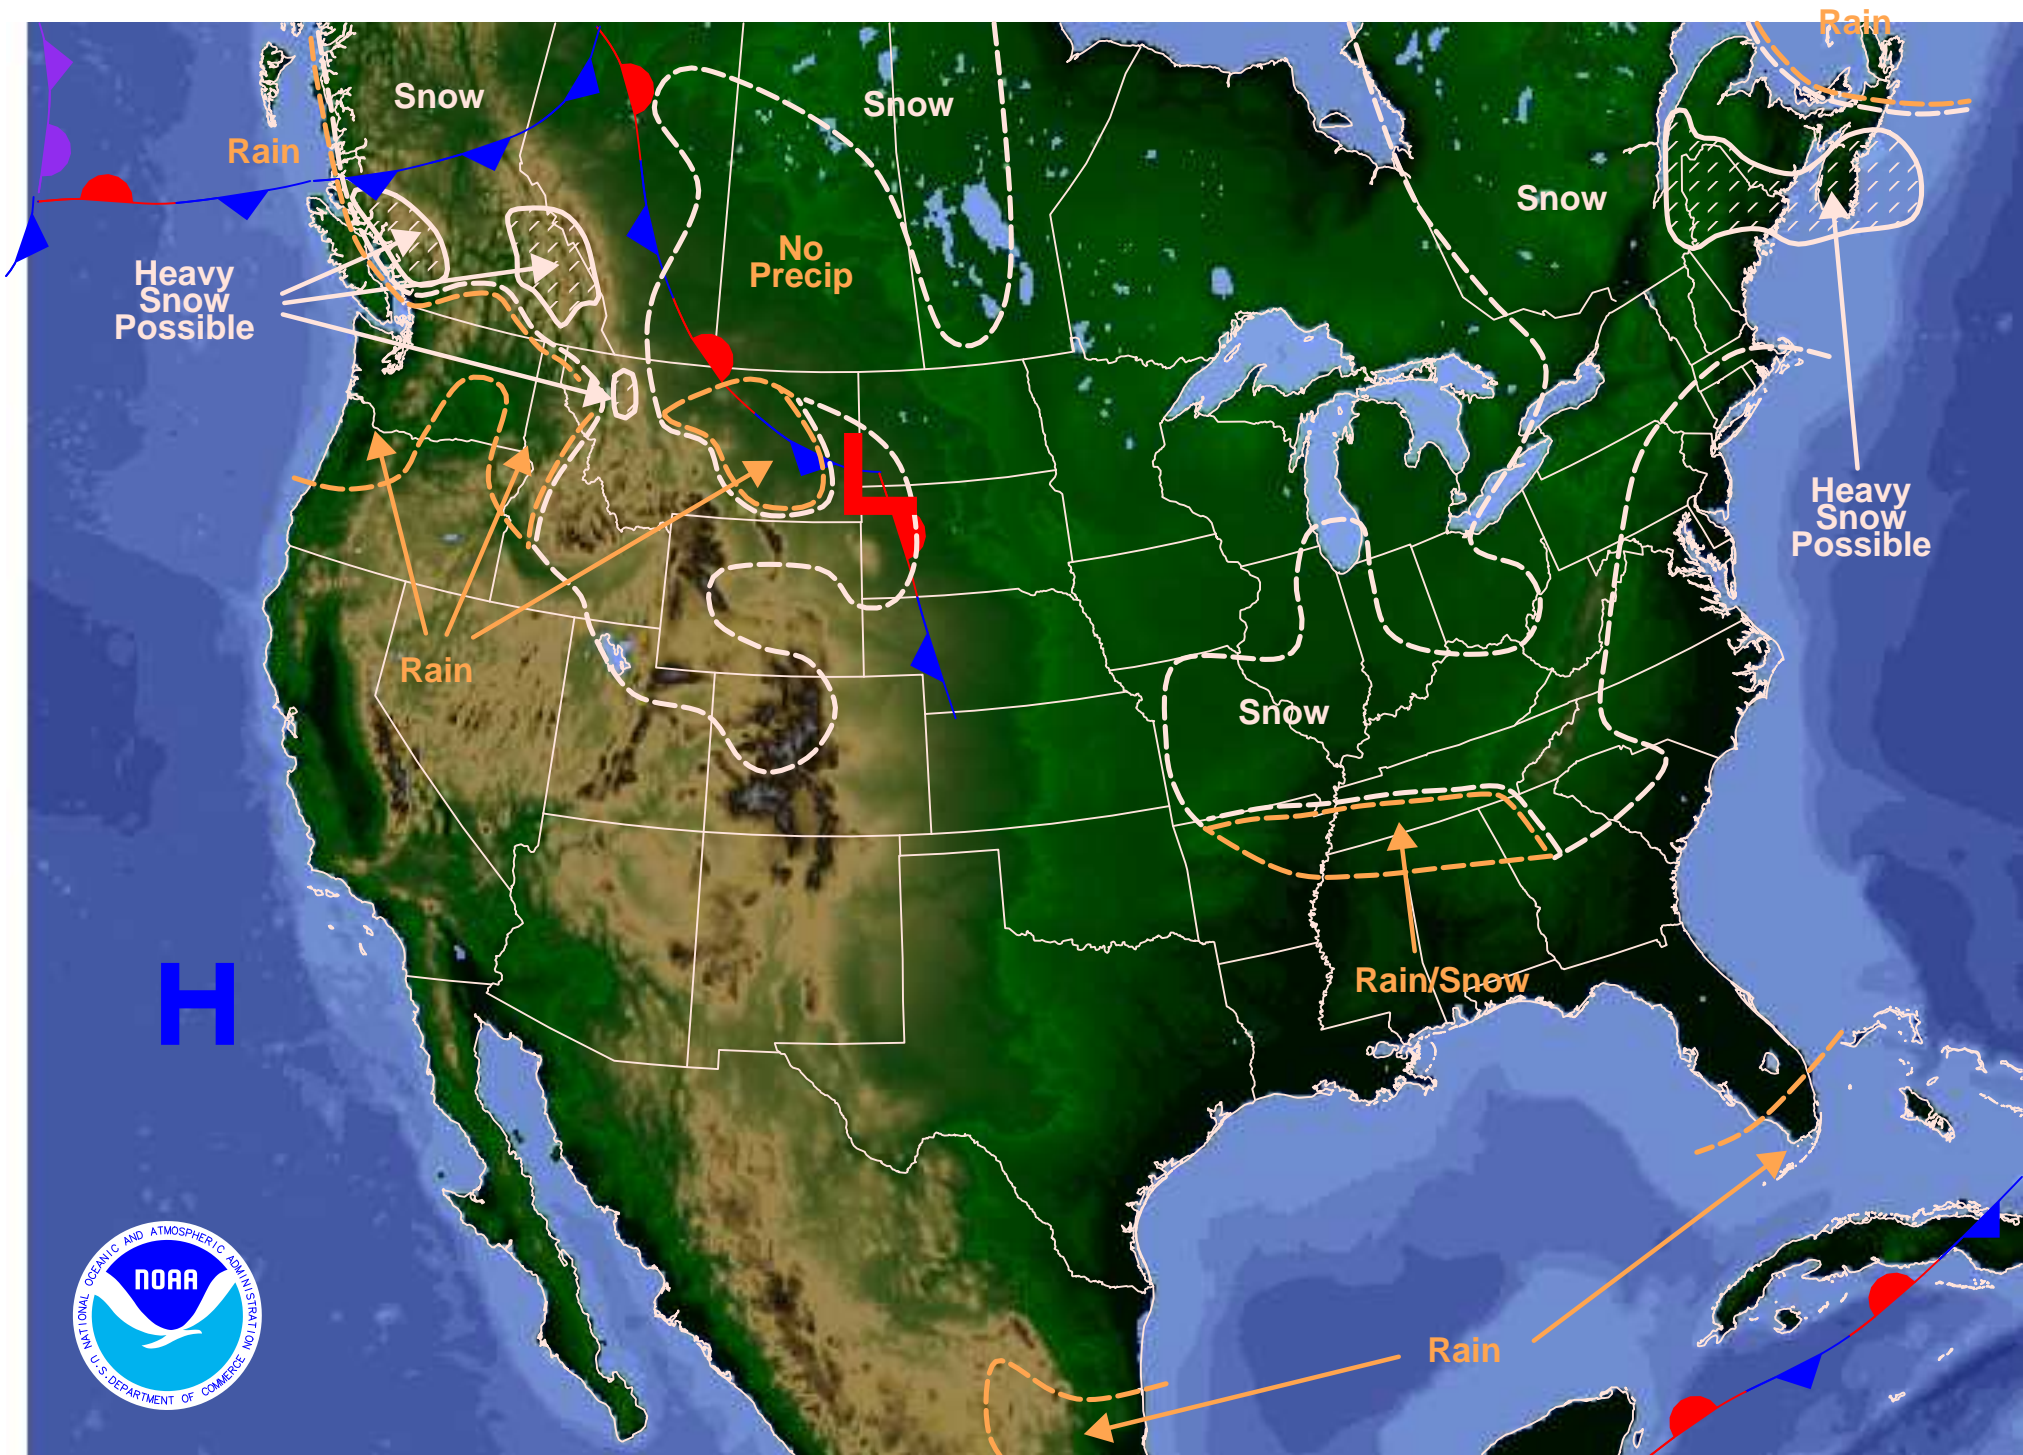 Rain
Snow
Snow
Rain
Snow
No
Precip
Heavy
Snow
Possible
Heavy
Snow
Possible
L
Rain
Snow
Rain/Snow
H
NATIONAL OCEANIC AND ATMOSPHERIC ADMINISTRATION
NOAA
U.S. DEPARTMENT OF COMMERCE
Rain